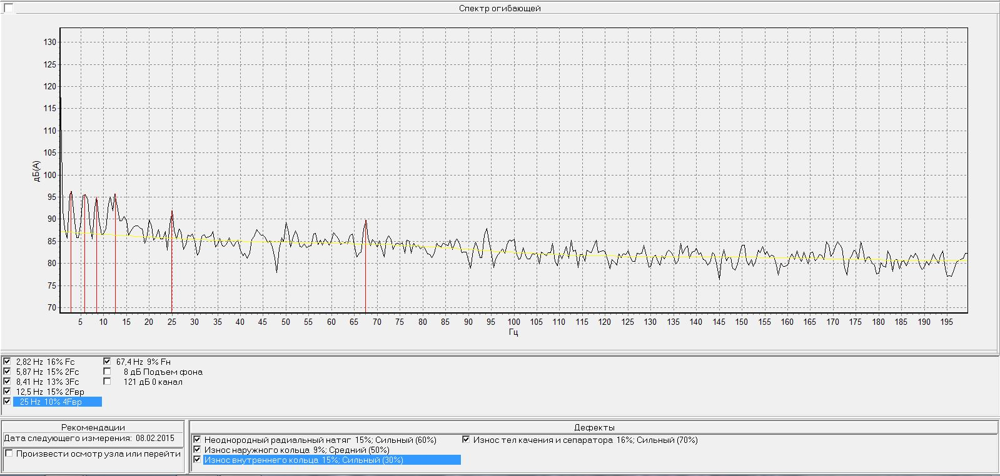 Спектр огибающей
130
125
120
115
110
105
100
95
90
85
80
75
70
дБ(А)
5 10 15 20 25 30 35 40 45 50 55 60 65 70 75 80 85 90 95 100 105 110 115 120 125 130 135 140 145 150 155 160 165 170 175 180 185 190 195
Гц
2,82 Hz 16% Fс
5,87 Hz 15% 2Fс
8,41 Hz 13% 3Fс
12,5 Hz 15% 2Fвр
25 Hz 10% 4Fвр
67,4 Hz 9% Fн
8 дБ Подъем фона
121 дБ 0 канал
Рекомендации
Дата следующего измерения: 08.02.2015
Произвести осмотр узла или перейти
Дефекты
Неоднородный радиальный натяг 15%; Сильный (60%)
Износ наружного кольца 9%; Средний (50%)
Износ внутреннего кольца 15%; Сильный (30%)
Износ тел качения и сепаратора 16%; Сильный (70%)